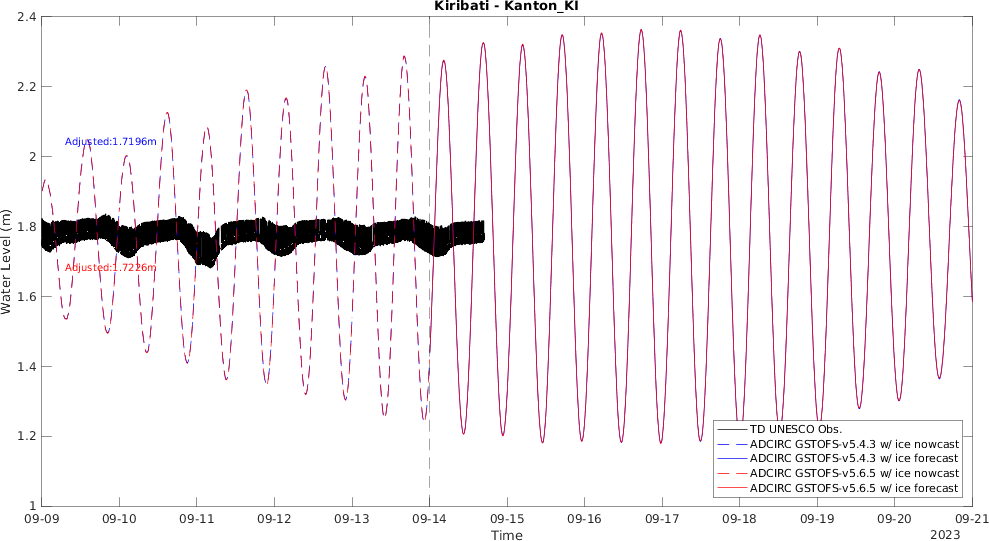 Kiribati - Kanton_KI
2.4
2.2
2
1.8
1.6
1.4
1.2
1
Water Level (m)
Adjusted:1.7196m
Adjusted:1.7226m
TD UNESCO Obs.
ADCIRC GSTOFS-v5.4.3 w/ ice nowcast
ADCIRC GSTOFS-v5.4.3 w/ ice forecast
ADCIRC GSTOFS-v5.6.5 w/ ice nowcast
ADCIRC GSTOFS-v5.6.5 w/ ice forecast
09-09 09-10 09-11 09-12 09-13 09-14 09-15 09-16 09-17 09-18 09-19 09-20 09-21
Time
2023